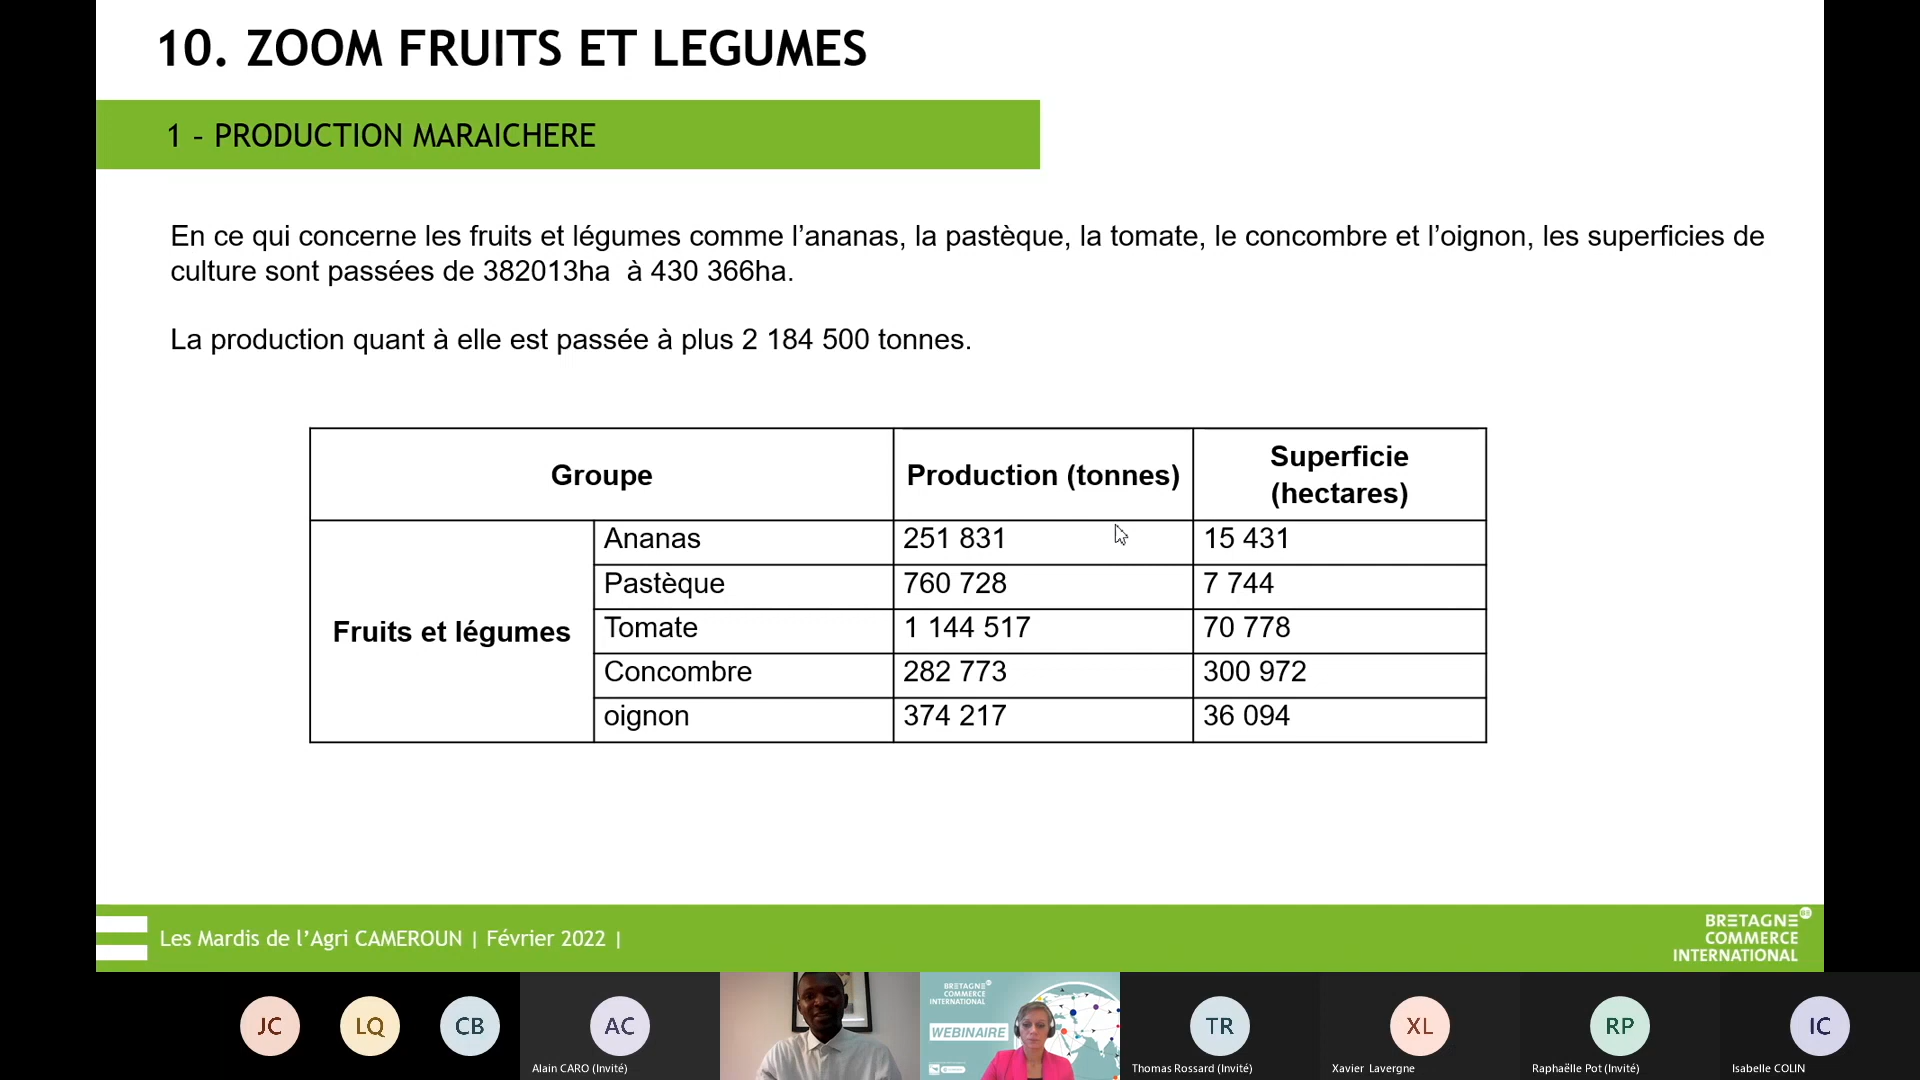 10. ZOOM FRUITS ET LEGUMES
1 – PRODUCTION MARAICHERE
En ce qui concerne les fruits et légumes comme l’ananas, la pastèque, la tomate, le concombre et l’oignon, les superficies de
culture sont passées de 382013ha  à 430 366ha.
La production quant à elle est passée à plus 2 184 500 tonnes.
Groupe
Production (tonnes)
Superficie
(hectares)
Fruits et légumes
Ananas
251 831
15 431
Pastèque
760 728
7 744
Tomate
1 144 517
70 778
Concombre
282 773
300 972
oignon
374 217
36 094
Les Mardis de l’Agri CAMEROUN | Février 2022 |
BRETAGNE
COMMERCE
INTERNATIONAL
JC
LQ
CB
AC
Alain CARO (Invité)
BRETAGNE
COMMERCE
INTERNATIONAL
WEBINAIRE
TR
Thomas Rossard (Invité)
XL
Xavier Lavergne
RP
Raphaëlle Pot (Invité)
IC
Isabelle COLIN